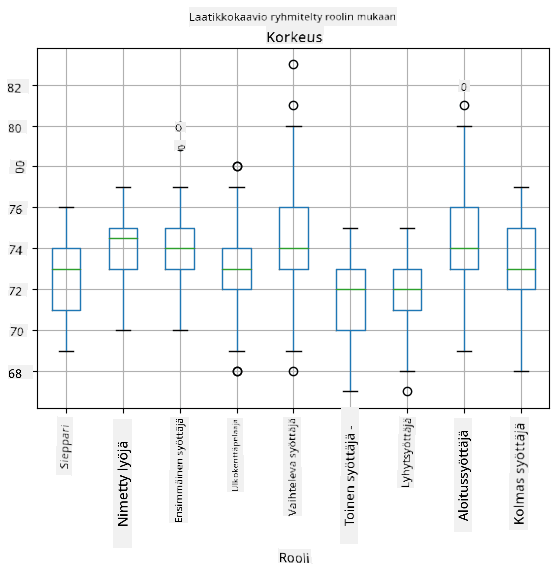 Laatikkokaavio ryhmitelty roolin mukaan
Korkeus
82
80
00
76
74
72
70
68
Sieppari
Nimetty lyöjä
Ensimmäinen syöttäjä
Ulkokenttäpelaaja
Vaihteleva syöttäjä
Toinen syöttäjä -
Lyhytsyöttäjä
Aloitussyöttäjä
Kolmas syöttäjä
Rooli